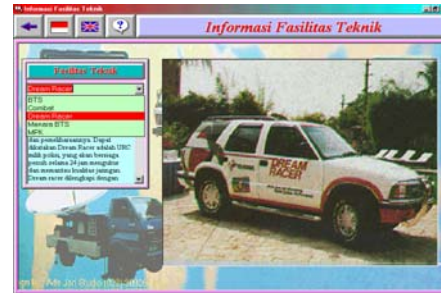 Informasi Fasilitas Teknik
Informasi Fasilitas Teknik
Fasilitas Teknik
Dream Racer
BTS
Combat
Dream Racer
Menara BTS
MPK
dan pemeliharaannya. Dapat
dikatakan Dream Racer adalah URC
milik polisi, yang akan bersiaga
penuh selama 24 jam mengukur
dan memantau kualitas jaringan.
Dream racer dilengkapi dengan
DREAM
RACER